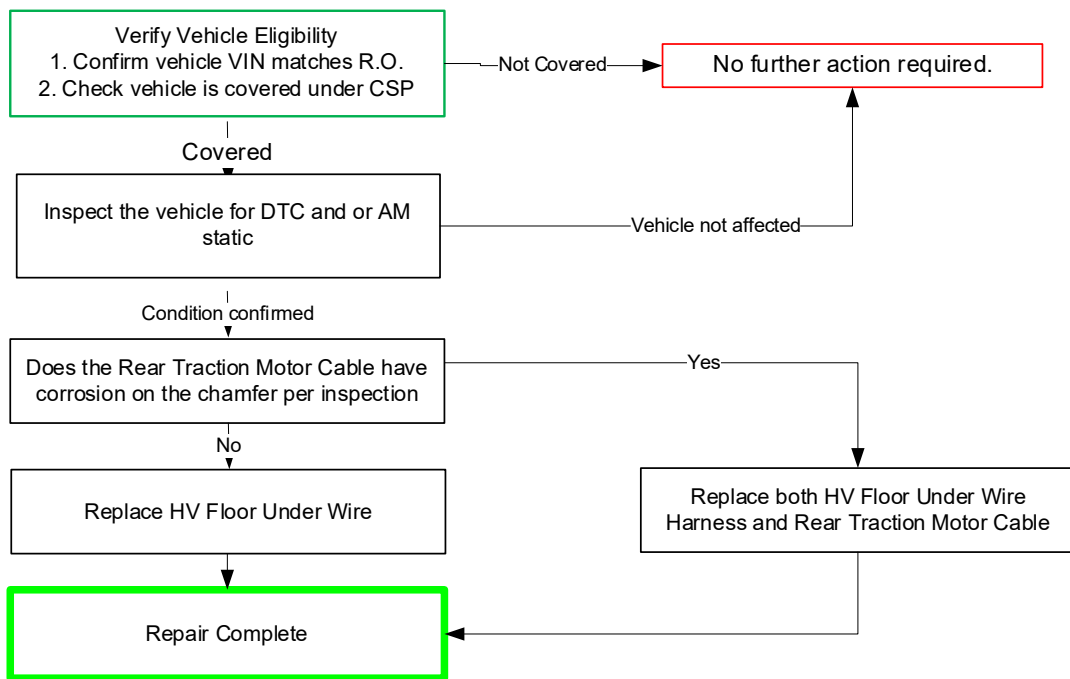 Verify Vehicle Eligibility
1. Confirm vehicle VIN matches R.O.
2. Check vehicle is covered under CSP
Not Covered
No further action required.
Covered
Inspect the vehicle for DTC and or AM
static
Vehicle not affected
Condition confirmed
Does the Rear Traction Motor Cable have
corrosion on the chamfer per inspection
Yes
No
Replace HV Floor Under Wire
Replace both HV Floor Under Wire
Harness and Rear Traction Motor Cable
Repair Complete